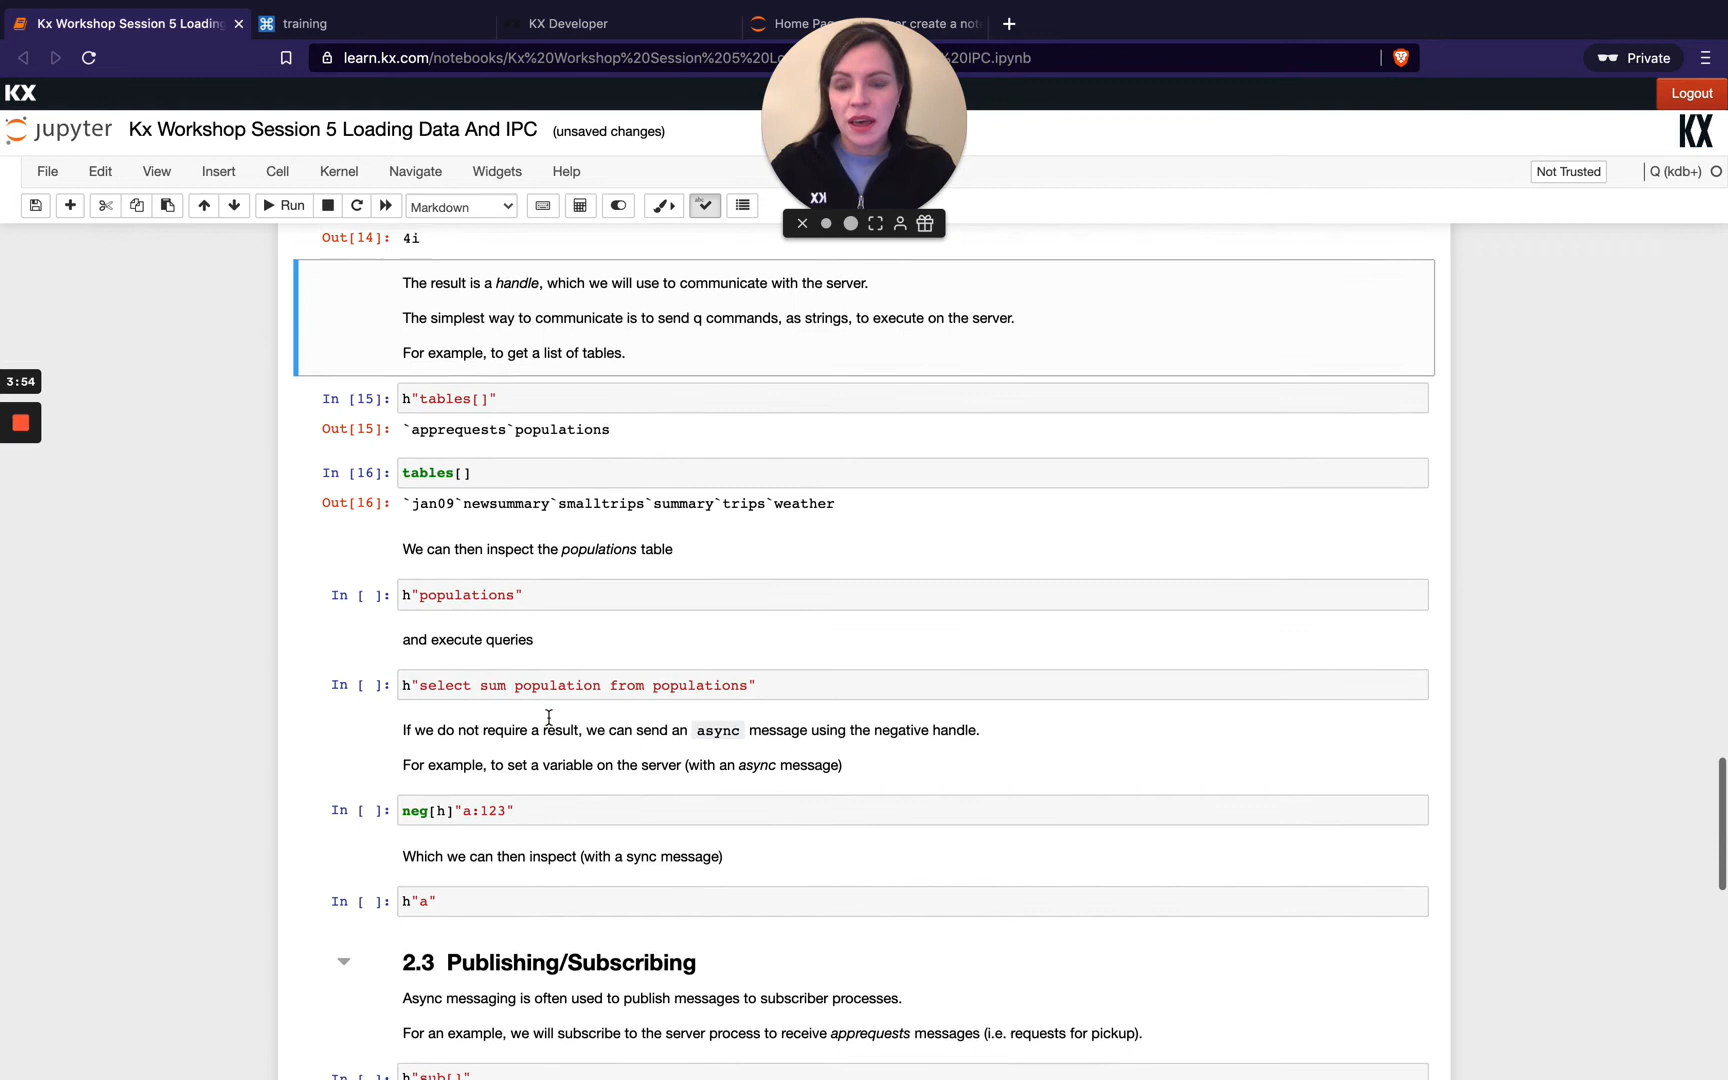 Kx Workshop Session 5 Loading
training
KX Developer
Home Pa
er create a not
learn.kx.com/notebooks/Kx%20Workshop%20Session%205%20Lo
%20IPC.ipynb
Private
KX
Logout
jupyter Kx Workshop Session 5 Loading Data And IPC (unsaved changes)
KX
File Edit View Insert Cell Kernel Navigate Widgets Help
Not Trusted
Q (kdb+)
Run
Markdown
KX
Out[14]: 4i
The result is a handle, which we will use to communicate with the server.
The simplest way to communicate is to send q commands, as strings, to execute on the server.
For example, to get a list of tables.
3:54
In [15]: h"tables[]"
Out[15]: `apprequests`populations
In [16]: tables[]
Out[16]: `jan09`newsummary`smalltrips`summary`trips`weather
We can then inspect the populations table
In [ ]: h"populations"
and execute queries
In [ ]: h"select sum population from populations"
If we do not require a result, we can send an async message using the negative handle.
For example, to set a variable on the server (with an async message)
In [ ]: neg[h]"a:123"
Which we can then inspect (with a sync message)
In [ ]: h"a"
2.3 Publishing/Subscribing
Async messaging is often used to publish messages to subscriber processes.
For an example, we will subscribe to the server process to receive apprequests messages (i.e. requests for pickup).
In [ ]: h"sub[]"